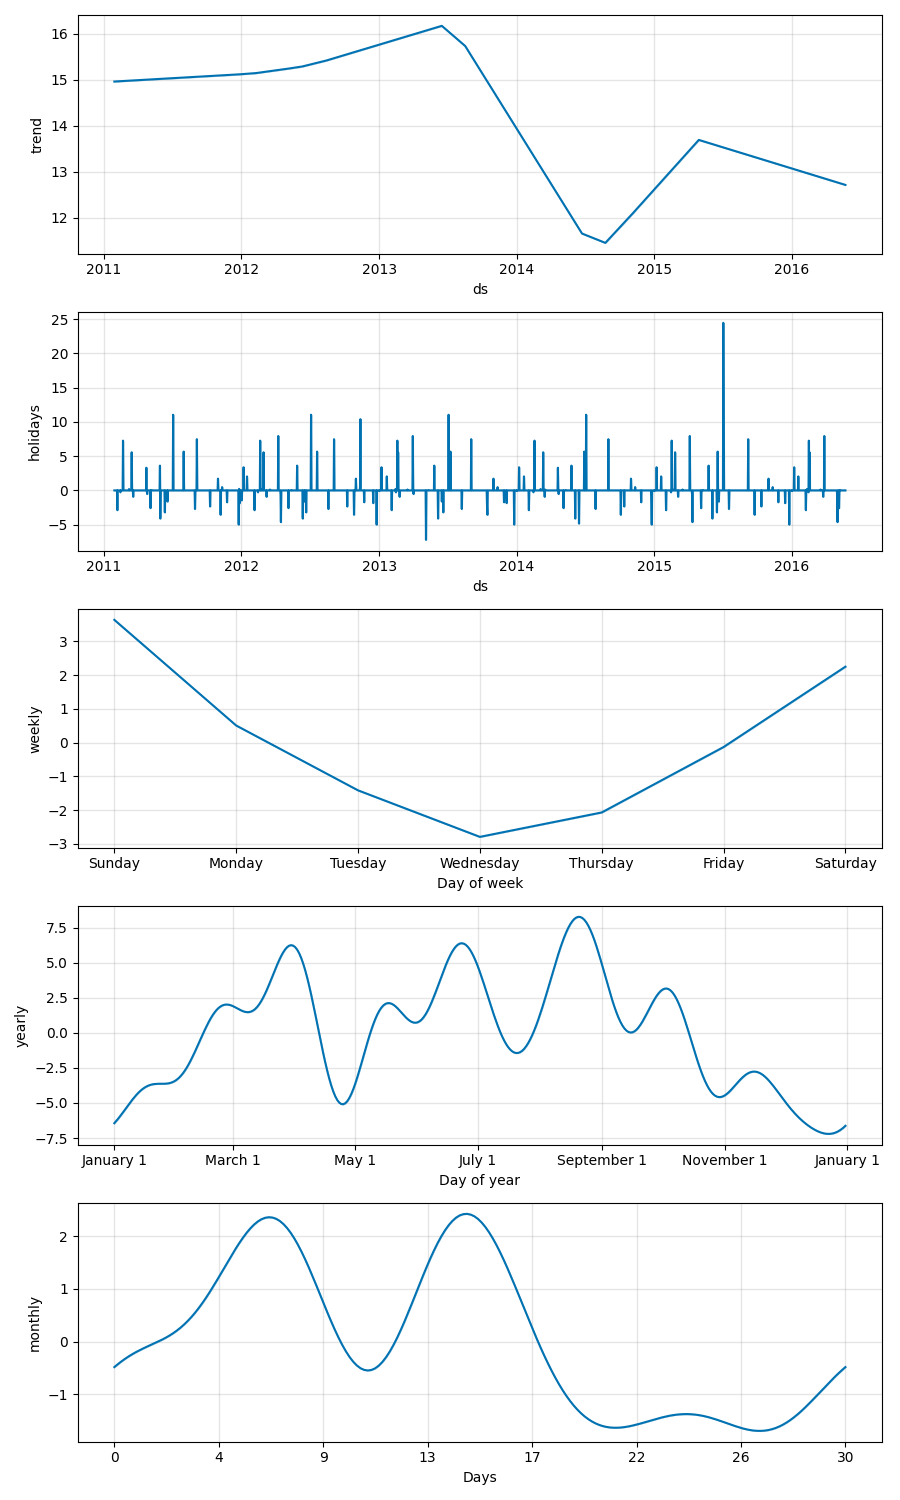 16
15
14
13
12
trend
2011 2012 2013 2014 2015 2016
ds
25
20
15
10
5
0
−5
holidays
2011 2012 2013 2014 2015 2016
ds
3
2
1
0
−1
−2
−3
weekly
Sunday Monday Tuesday Wednesday Thursday Friday Saturday
Day of week
7.5
5.0
2.5
0.0
−2.5
−5.0
−7.5
yearly
January 1 March 1 May 1 July 1 September 1 November 1 January 1
Day of year
2
1
0
−1
monthly
0 4 9 13 17 22 26 30
Days